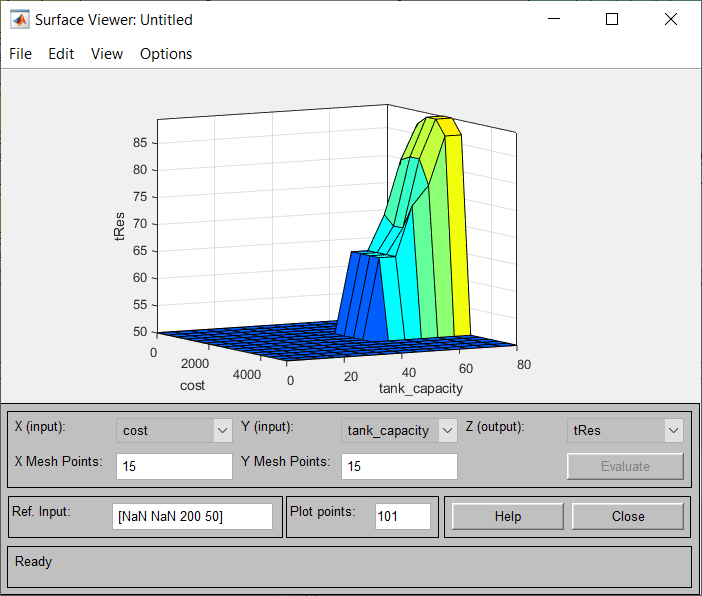 Surface Viewer: Untitled
File Edit View Options
85
80
75
70
65
60
55
50
tRes
0
2000
4000
cost
0
20
40
60
80
tank_capacity
X (input): cost Y (input): tank_capacity Z (output): tRes
X Mesh Points: 15 Y Mesh Points: 15 Evaluate
Ref. Input: [NaN NaN 200 50] Plot points: 101 Help Close
Ready